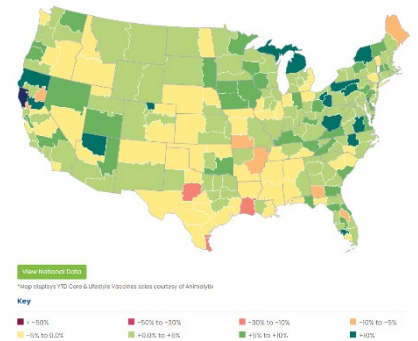 View National Data
*Map displays YTD Core & Lifestyle Vaccines sales courtesy of Animalytix
Key
< -50% -50% to -30% -30% to -10% -10% to -5%
-5% to 0.0% +0.0% to +5% +5% to +10% +10%